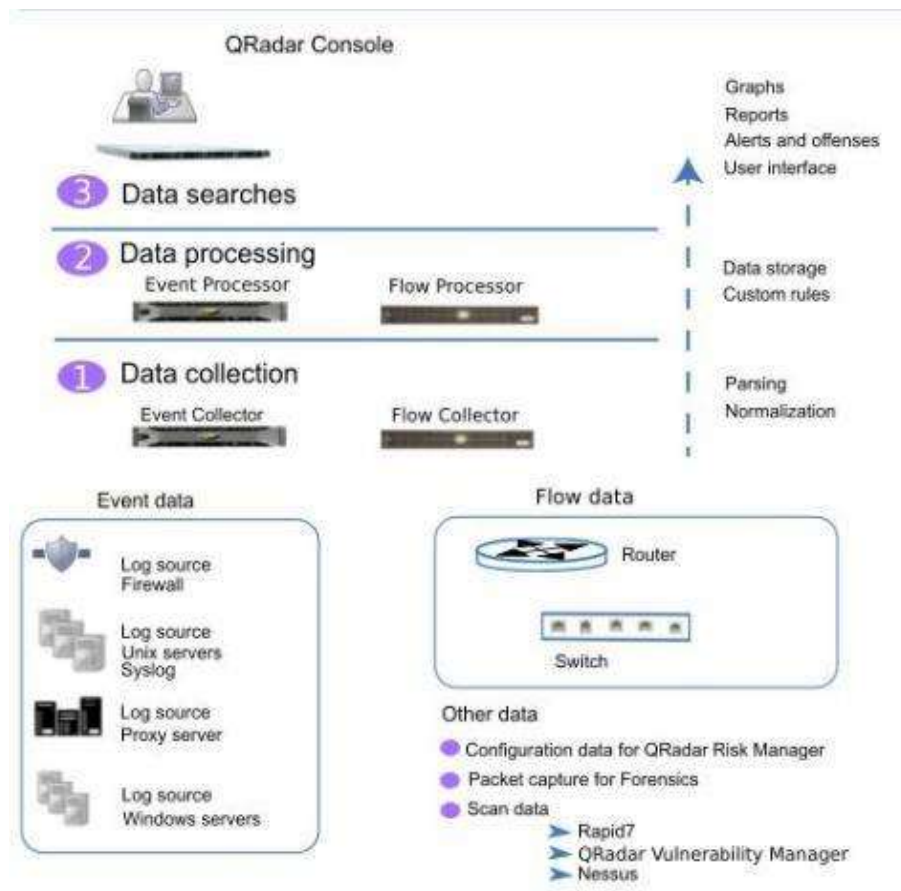 QRadar Console
Graphs
Reports
Alerts and offenses
User interface
3 Data searches
2 Data processing
Event Processor
Flow Processor
Data storage
Custom rules
1 Data collection
Event Collector
Flow Collector
Parsing
Normalization
Event data
Log source
Firewall
Log source
Unix servers
Syslog
Log source
Proxy server
Log source
Windows servers
Flow data
Router
Switch
Other data
Configuration data for QRadar Risk Manager
Packet capture for Forensics
Scan data
Rapid7
QRadar Vulnerability Manager
Nessus